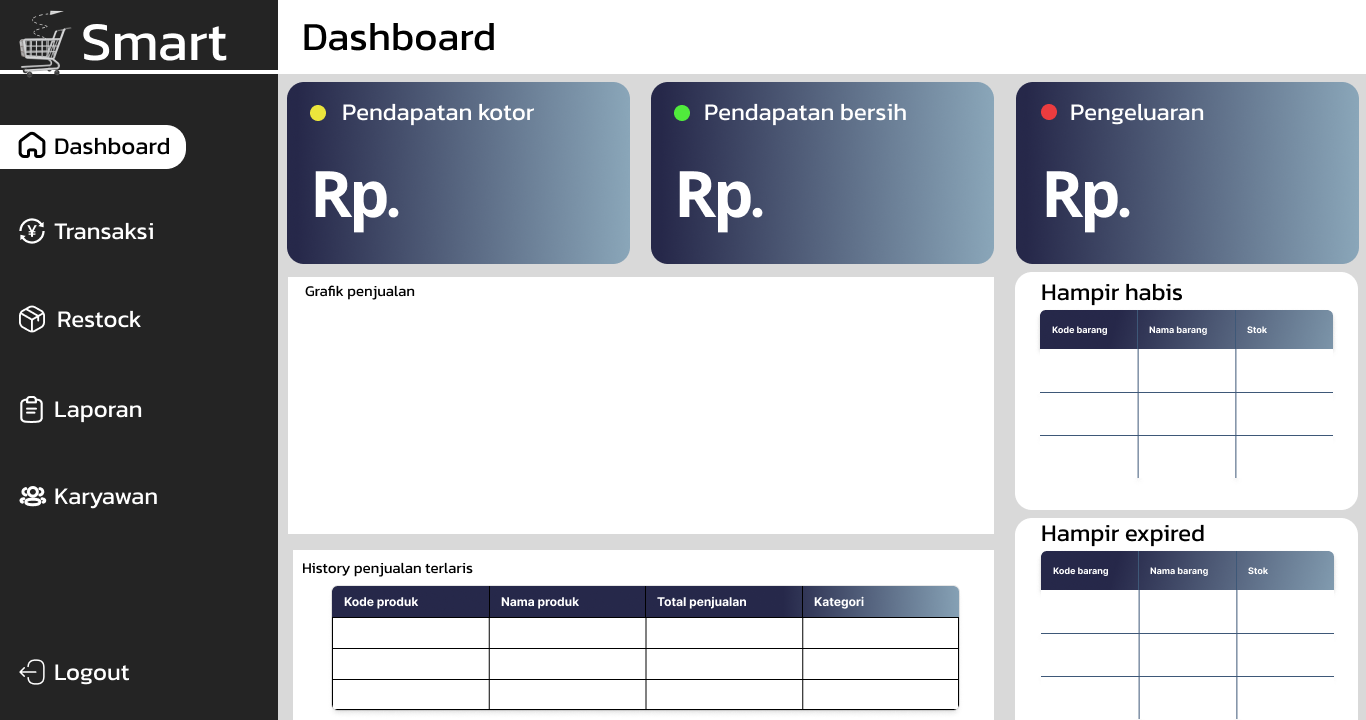 Smart
Dashboard
Transaksi
Restock
Laporan
Karyawan
Logout
Dashboard
Pendapatan kotor
Rp.
Pendapatan bersih
Rp.
Pengeluaran
Rp.
Grafik penjualan
History penjualan terlaris
Kode produk Nama produk Total penjualan Kategori
Hampir habis
Kode barang Nama barang Stok
Hampir expired
Kode barang Nama barang Stok